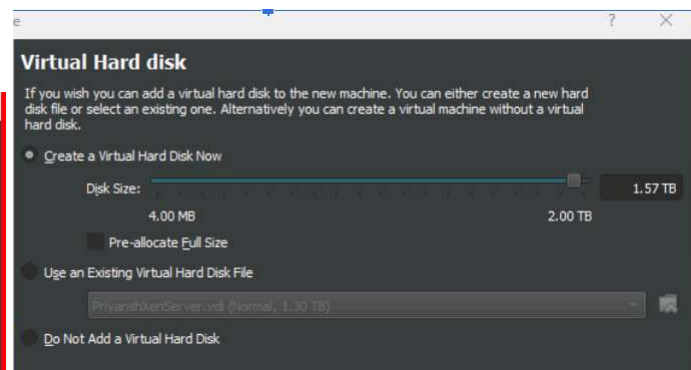 e ?
Virtual Hard disk
If you wish you can add a virtual hard disk to the new machine. You can either create a new hard
disk file or select an existing one. Alternatively you can create a virtual machine without a virtual
hard disk.
Create a Virtual Hard Disk Now
Disk Size: 1.57 TB
4.00 MB 2.00 TB
Pre-allocate Full Size
Use an Existing Virtual Hard Disk File
PriyanshXenServer.vdi (Normal, 1.30 TB)
Do Not Add a Virtual Hard Disk